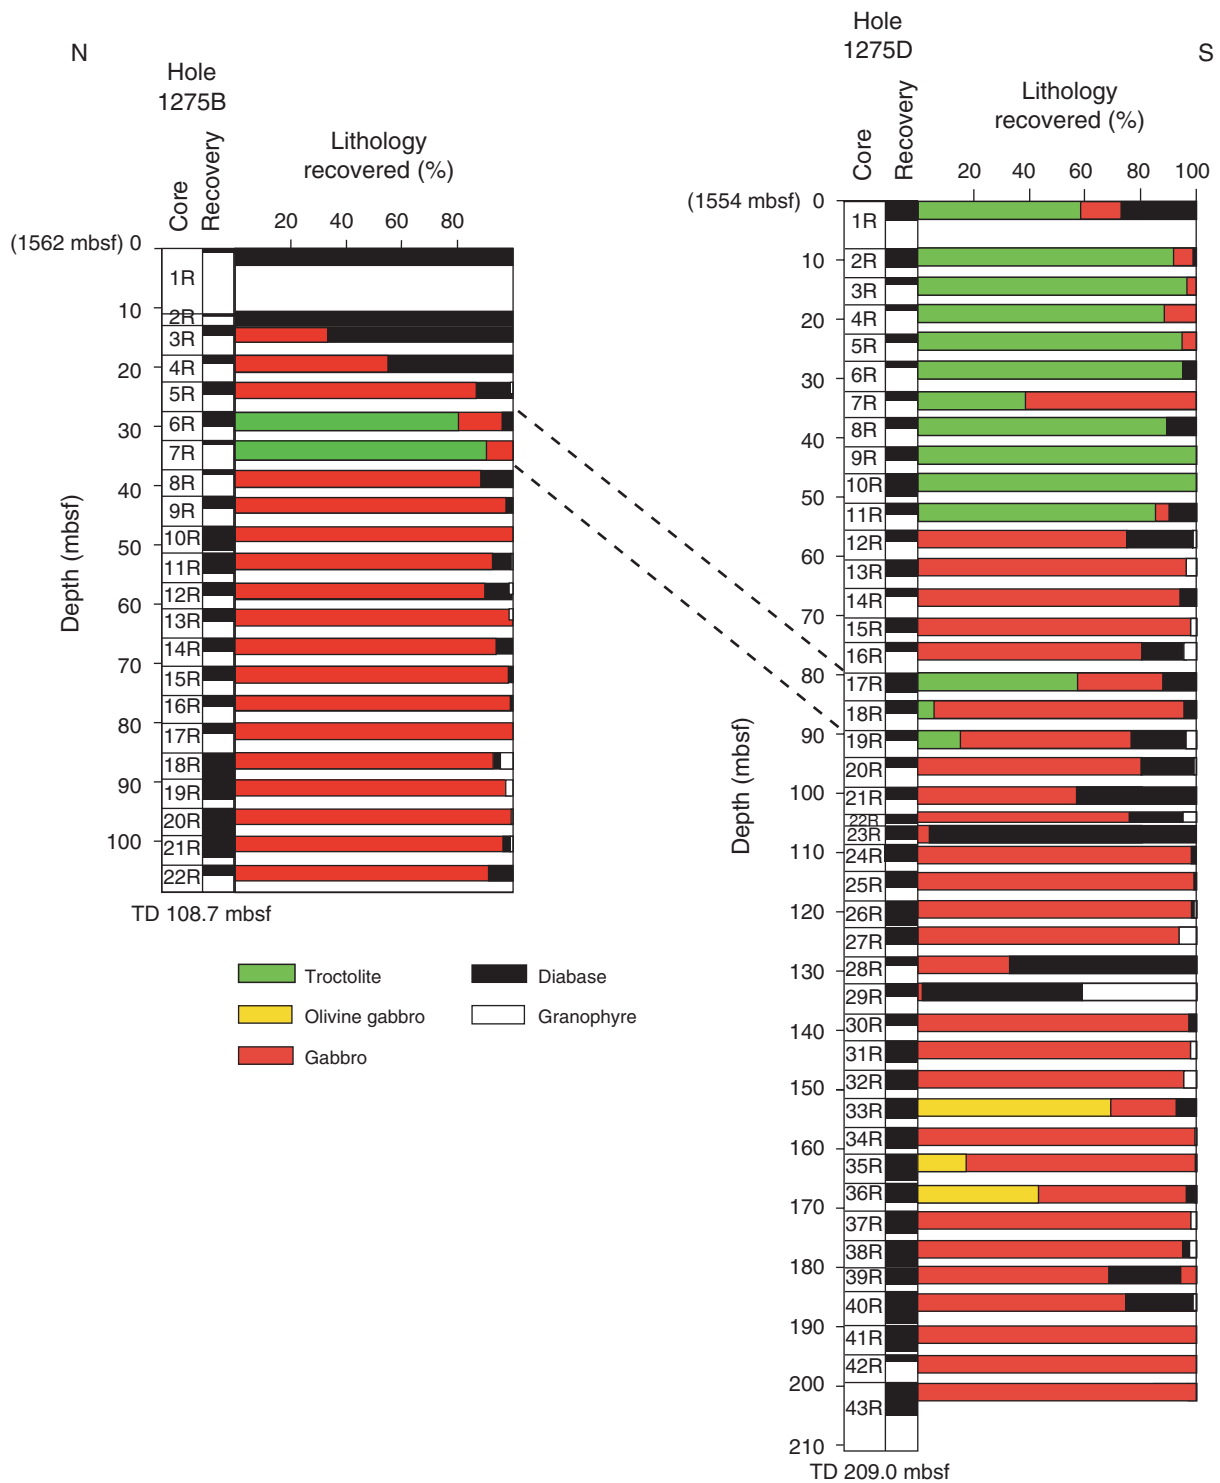 N
Hole
1275B
Core
Recovery
Lithology
recovered (%)
20 40 60 80
(1562 mbsf) 0
10
20
30
40
50
60
70
80
90
100
Depth (mbsf)
1R
2R
3R
4R
5R
6R
7R
8R
9R
10R
11R
12R
13R
14R
15R
16R
17R
18R
19R
20R
21R
22R
TD 108.7 mbsf
Troctolite
Olivine gabbro
Gabbro
Diabase
Granophyre
Hole
1275D
S
Core
Recovery
Lithology
recovered (%)
20 40 60 80 100
(1554 mbsf) 0
10
20
30
40
50
60
70
80
90
100
110
120
130
140
150
160
170
180
190
200
210
Depth (mbsf)
1R
2R
3R
4R
5R
6R
7R
8R
9R
10R
11R
12R
13R
14R
15R
16R
17R
18R
19R
20R
21R
22R
23R
24R
25R
26R
27R
28R
29R
30R
31R
32R
33R
34R
35R
36R
37R
38R
39R
40R
41R
42R
43R
TD 209.0 mbsf